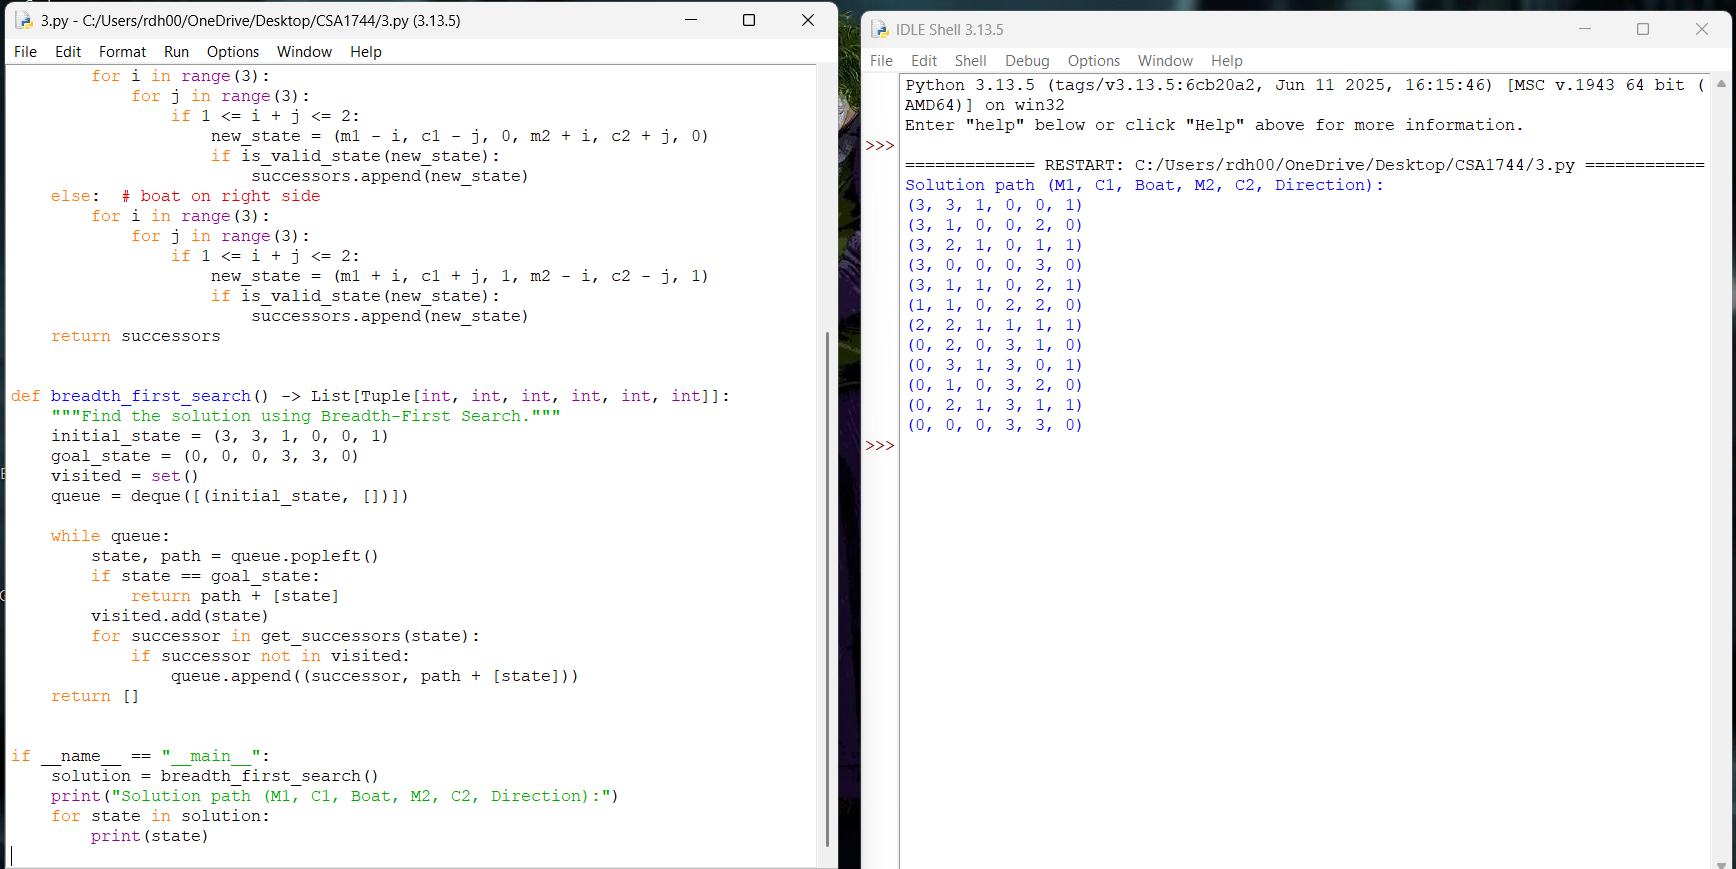 3.py - C:/Users/rdh00/OneDrive/Desktop/CSA1744/3.py (3.13.5)
File Edit Format Run Options Window Help
        for i in range(3):
            for j in range(3):
                if 1 <= i + j <= 2:
                    new_state = (m1 - i, c1 - j, 0, m2 + i, c2 + j, 0)
                    if is_valid_state(new_state):
                        successors.append(new_state)
    else:  # boat on right side
        for i in range(3):
            for j in range(3):
                if 1 <= i + j <= 2:
                    new_state = (m1 + i, c1 + j, 1, m2 - i, c2 - j, 1)
                    if is_valid_state(new_state):
                        successors.append(new_state)
    return successors
def breadth_first_search() -> List[Tuple[int, int, int, int, int, int]]:
    """Find the solution using Breadth-First Search."""
    initial_state = (3, 3, 1, 0, 0, 1)
    goal_state = (0, 0, 0, 3, 3, 0)
    visited = set()
    queue = deque([(initial_state, [])])
    while queue:
        state, path = queue.popleft()
        if state == goal_state:
            return path + [state]
        visited.add(state)
        for successor in get_successors(state):
            if successor not in visited:
                queue.append((successor, path + [state]))
    return []
if __name__ == "__main__":
    solution = breadth_first_search()
    print("Solution path (M1, C1, Boat, M2, C2, Direction):")
    for state in solution:
        print(state)
IDLE Shell 3.13.5
File Edit Shell Debug Options Window Help
Python 3.13.5 (tags/v3.13.5:6cb20a2, Jun 11 2025, 16:15:46) [MSC v.1943 64 bit (
AMD64)] on win32
Enter "help" below or click "Help" above for more information.
>>>
============= RESTART: C:/Users/rdh00/OneDrive/Desktop/CSA1744/3.py ============
Solution path (M1, C1, Boat, M2, C2, Direction):
(3, 3, 1, 0, 0, 1)
(3, 1, 0, 0, 2, 0)
(3, 2, 1, 0, 1, 1)
(3, 0, 0, 0, 3, 0)
(3, 1, 1, 0, 2, 1)
(1, 1, 0, 2, 2, 0)
(2, 2, 1, 1, 1, 1)
(0, 2, 0, 3, 1, 0)
(0, 3, 1, 3, 0, 1)
(0, 1, 0, 3, 2, 0)
(0, 2, 1, 3, 1, 1)
(0, 0, 0, 3, 3, 0)
>>>